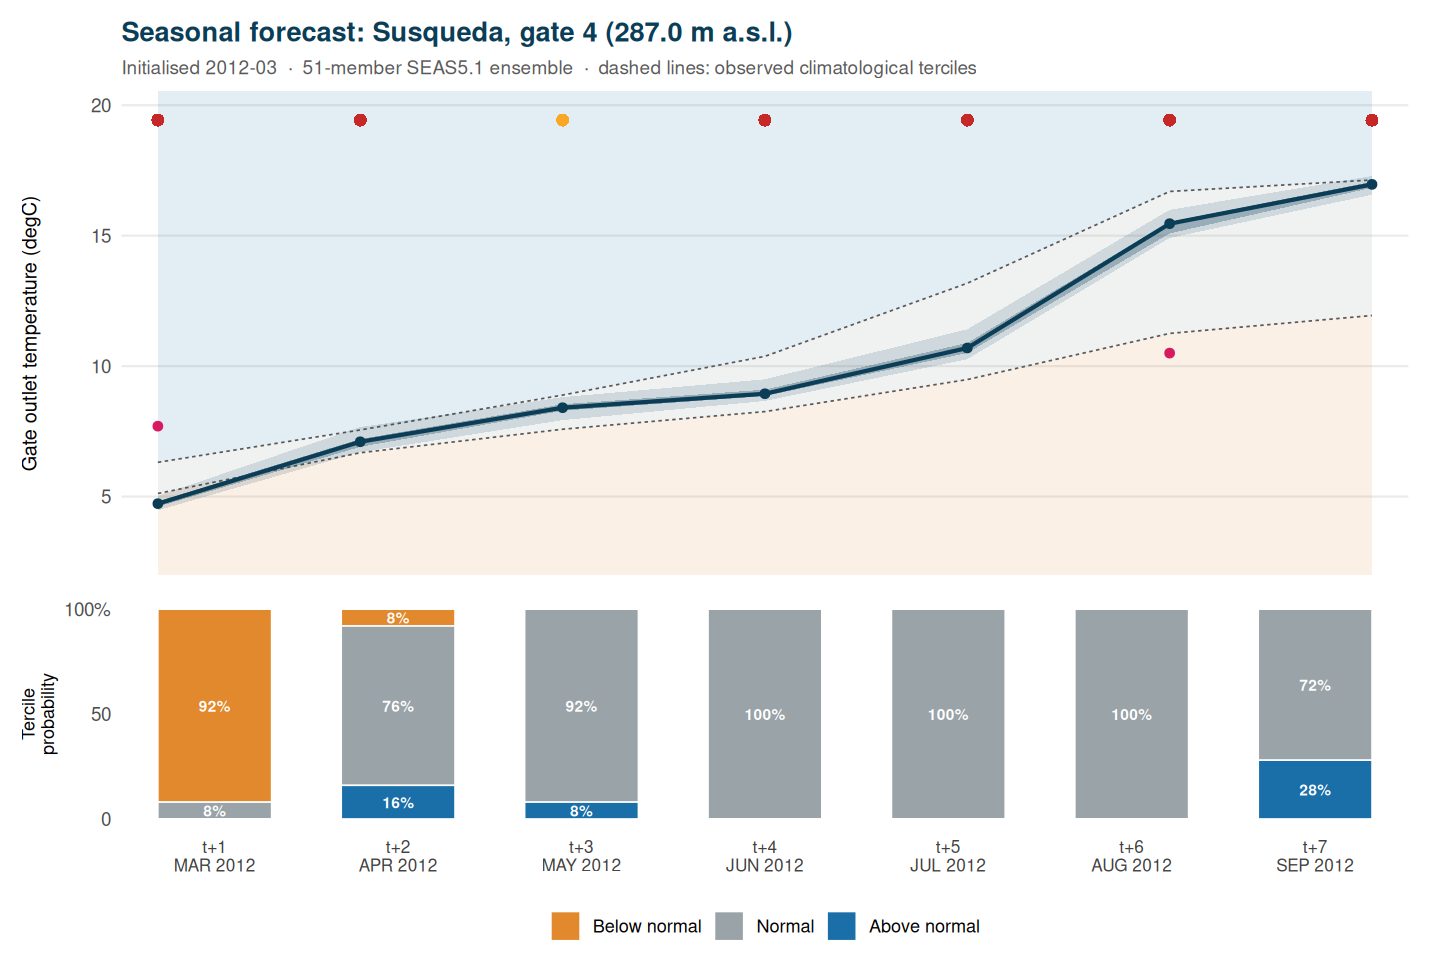 Seasonal forecast: Susqueda, gate 4 (287.0 m a.s.l.)
Initialised 2012-03 · 51-member SEAS5.1 ensemble · dashed lines: observed climatological terciles
Gate outlet temperature (degC)
20
15
10
5
Tercile
probability
100%
50
0
92%
8%
8%
76%
16%
92%
8%
100%
100%
100%
72%
28%
t+1
MAR 2012
t+2
APR 2012
t+3
MAY 2012
t+4
JUN 2012
t+5
JUL 2012
t+6
AUG 2012
t+7
SEP 2012
Below normal
Normal
Above normal